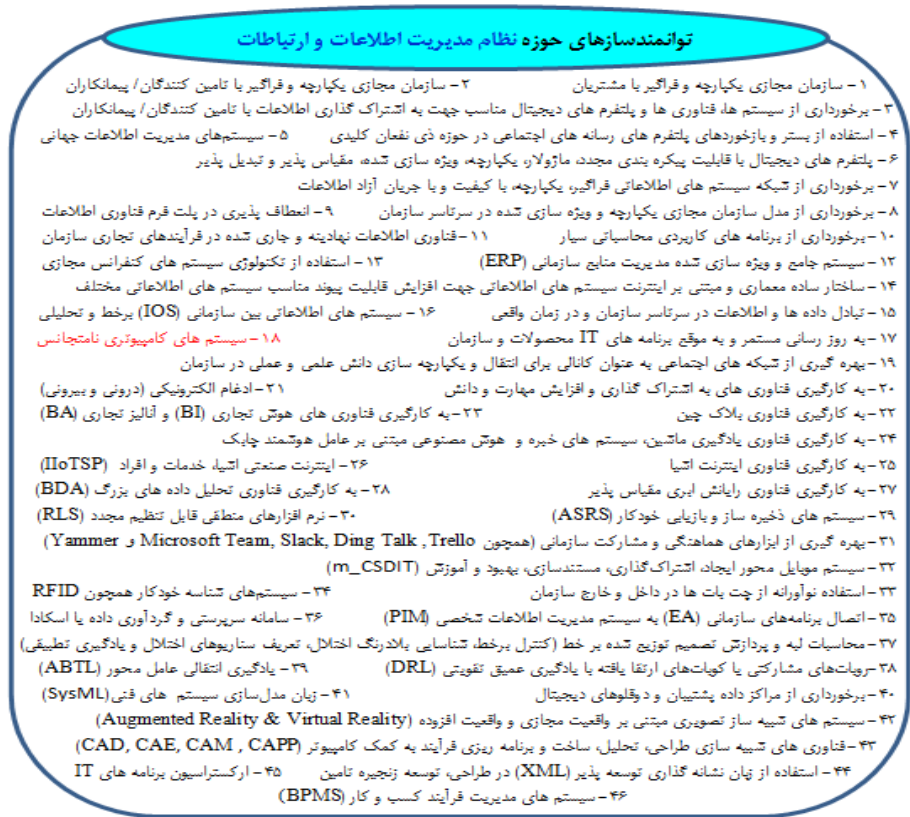 توانمندسازهای حوزه نظام مدیریت اطلاعات و ارتباطات
۱- سازمان مجازی یکپارچه و فراگیر با مشتریان ۲- سازمان مجازی یکپارچه و فراگیر با تامین کنندگان/ پیمانکاران
۳- برخورداری از سیستم ها، فناوری ها و پلتفرم های دیجیتال مناسب جهت به اشتراک گذاری اطلاعات با تامین کنندگان/ پیمانکاران
۴- استفاده از بستر و بازخوردهای پلتفرم های رسانه های اجتماعی در حوزه ذی نفعان کلیدی ۵- سیستم‌های مدیریت اطلاعات جهانی
۶- پلتفرم های دیجیتال با قابلیت پیکره بندی مجدد، ماژولار، یکپارچه، ویژه سازی شده، مقیاس پذیر و تبدیل پذیر
۷- برخورداری از شبکه سیستم های اطلاعاتی فراگیر، یکپارچه، با کیفیت و با جریان آزاد اطلاعات
۸- برخورداری از مدل سازمان مجازی یکپارچه و ویژه سازی شده در سرتاسر سازمان ۹- انعطاف پذیری در پلت فرم فناوری اطلاعات
۱۰- برخورداری از برنامه های کاربردی محاسباتی سیار ۱۱- فناوری اطلاعات نهادینه و جاری شده در فرآیندهای تجاری سازمان
۱۲- سیستم جامع و ویژه سازی شده مدیریت منابع سازمانی (ERP) ۱۳- استفاده از تکنولوژی سیستم های کنفرانس مجازی
۱۴- ساختار ساده معماری و مبتنی بر اینترنت سیستم های اطلاعاتی جهت افزایش قابلیت پیوند مناسب سیستم های اطلاعاتی مختلف
۱۵- تبادل داده ها و اطلاعات در سرتاسر سازمان و در زمان واقعی ۱۶- سیستم های اطلاعاتی بین سازمانی (IOS) برخط و تحلیلی
۱۷- به روز رسانی مستمر و به موقع برنامه های IT محصولات و سازمان ۱۸- سیستم های کامپیوتری نامتجانس
۱۹- بهره گیری از شبکه های اجتماعی به عنوان کانالی برای انتقال و یکپارچه سازی دانش علمی و عملی در سازمان
۲۰- به کارگیری فناوری های به اشتراک گذاری و افزایش مهارت و دانش ۲۱- ادغام الکترونیکی (درونی و بیرونی)
۲۲- به کارگیری فناوری بلاک چین ۲۳- به کارگیری فناوری های هوش تجاری (BI) و آنالیز تجاری (BA)
۲۴- به کارگیری فناوری یادگیری ماشین، سیستم های خبره و هوش مصنوعی مبتنی بر عامل هوشمند چابک
۲۵- به کارگیری فناوری اینترنت اشیا ۲۶- اینترنت صنعتی اشیا، خدمات و افراد (IIoTSP)
۲۷- به کارگیری فناوری رایانش ابری مقیاس پذیر ۲۸- به کارگیری فناوری تحلیل داده های بزرگ (BDA)
۲۹- سیستم های ذخیره ساز و بازیابی خودکار (ASRS) ۳۰- نرم افزارهای منطقی قابل تنظیم مجدد (RLS)
۳۱- بهره گیری از ابزارهای هماهنگی و مشارکت سازمانی (همچون Microsoft Team, Slack, Ding Talk ,Trello و Yammer)
۳۲- سیستم موبایل محور ایجاد، اشتراک‌گذاری، مستندسازی، بهبود و آموزش (m_CSDIT)
۳۳- استفاده نوآورانه از چت بات ها در داخل و خارج سازمان ۳۴- سیستم‌های شناسه خودکار همچون RFID
۳۵- اتصال برنامه‌های سازمانی (EA) به سیستم مدیریت اطلاعات شخصی (PIM) ۳۶- سامانه سرپرستی و گردآوری داده یا اسکادا
۳۷- محاسبات لبه و پردازش تصمیم توزیع شده بر خط (کنترل برخط، شناسایی بلادرنگ اختلال، تعریف سناریوهای اختلال و یادگیری تطبیقی)
۳۸- روبات‌های مشارکتی یا کوبات‌های ارتقا یافته با یادگیری عمیق تقویتی (DRL) ۳۹- یادگیری انتقالی عامل محور (ABTL)
۴۰- برخورداری از مراکز داده پشتیبان و دوقلوهای دیجیتال ۴۱- زبان مدل‌سازی سیستم های فنی(SysML)
۴۲- سیستم های شبیه ساز تصویری مبتنی بر واقعیت مجازی و واقعیت افزوده (Augmented Reality & Virtual Reality)
۴۳- فناوری های شبیه سازی طراحی، تحلیل، ساخت و برنامه ریزی فرآیند به کمک کامپیوتر (CAD, CAE, CAM , CAPP)
۴۴- استفاده از زبان نشانه گذاری توسعه پذیر (XML) در طراحی، توسعه زنجیره تامین ۴۵- ارکستراسیون برنامه های IT
۴۶- سیستم های مدیریت فرآیند کسب و کار (BPMS)